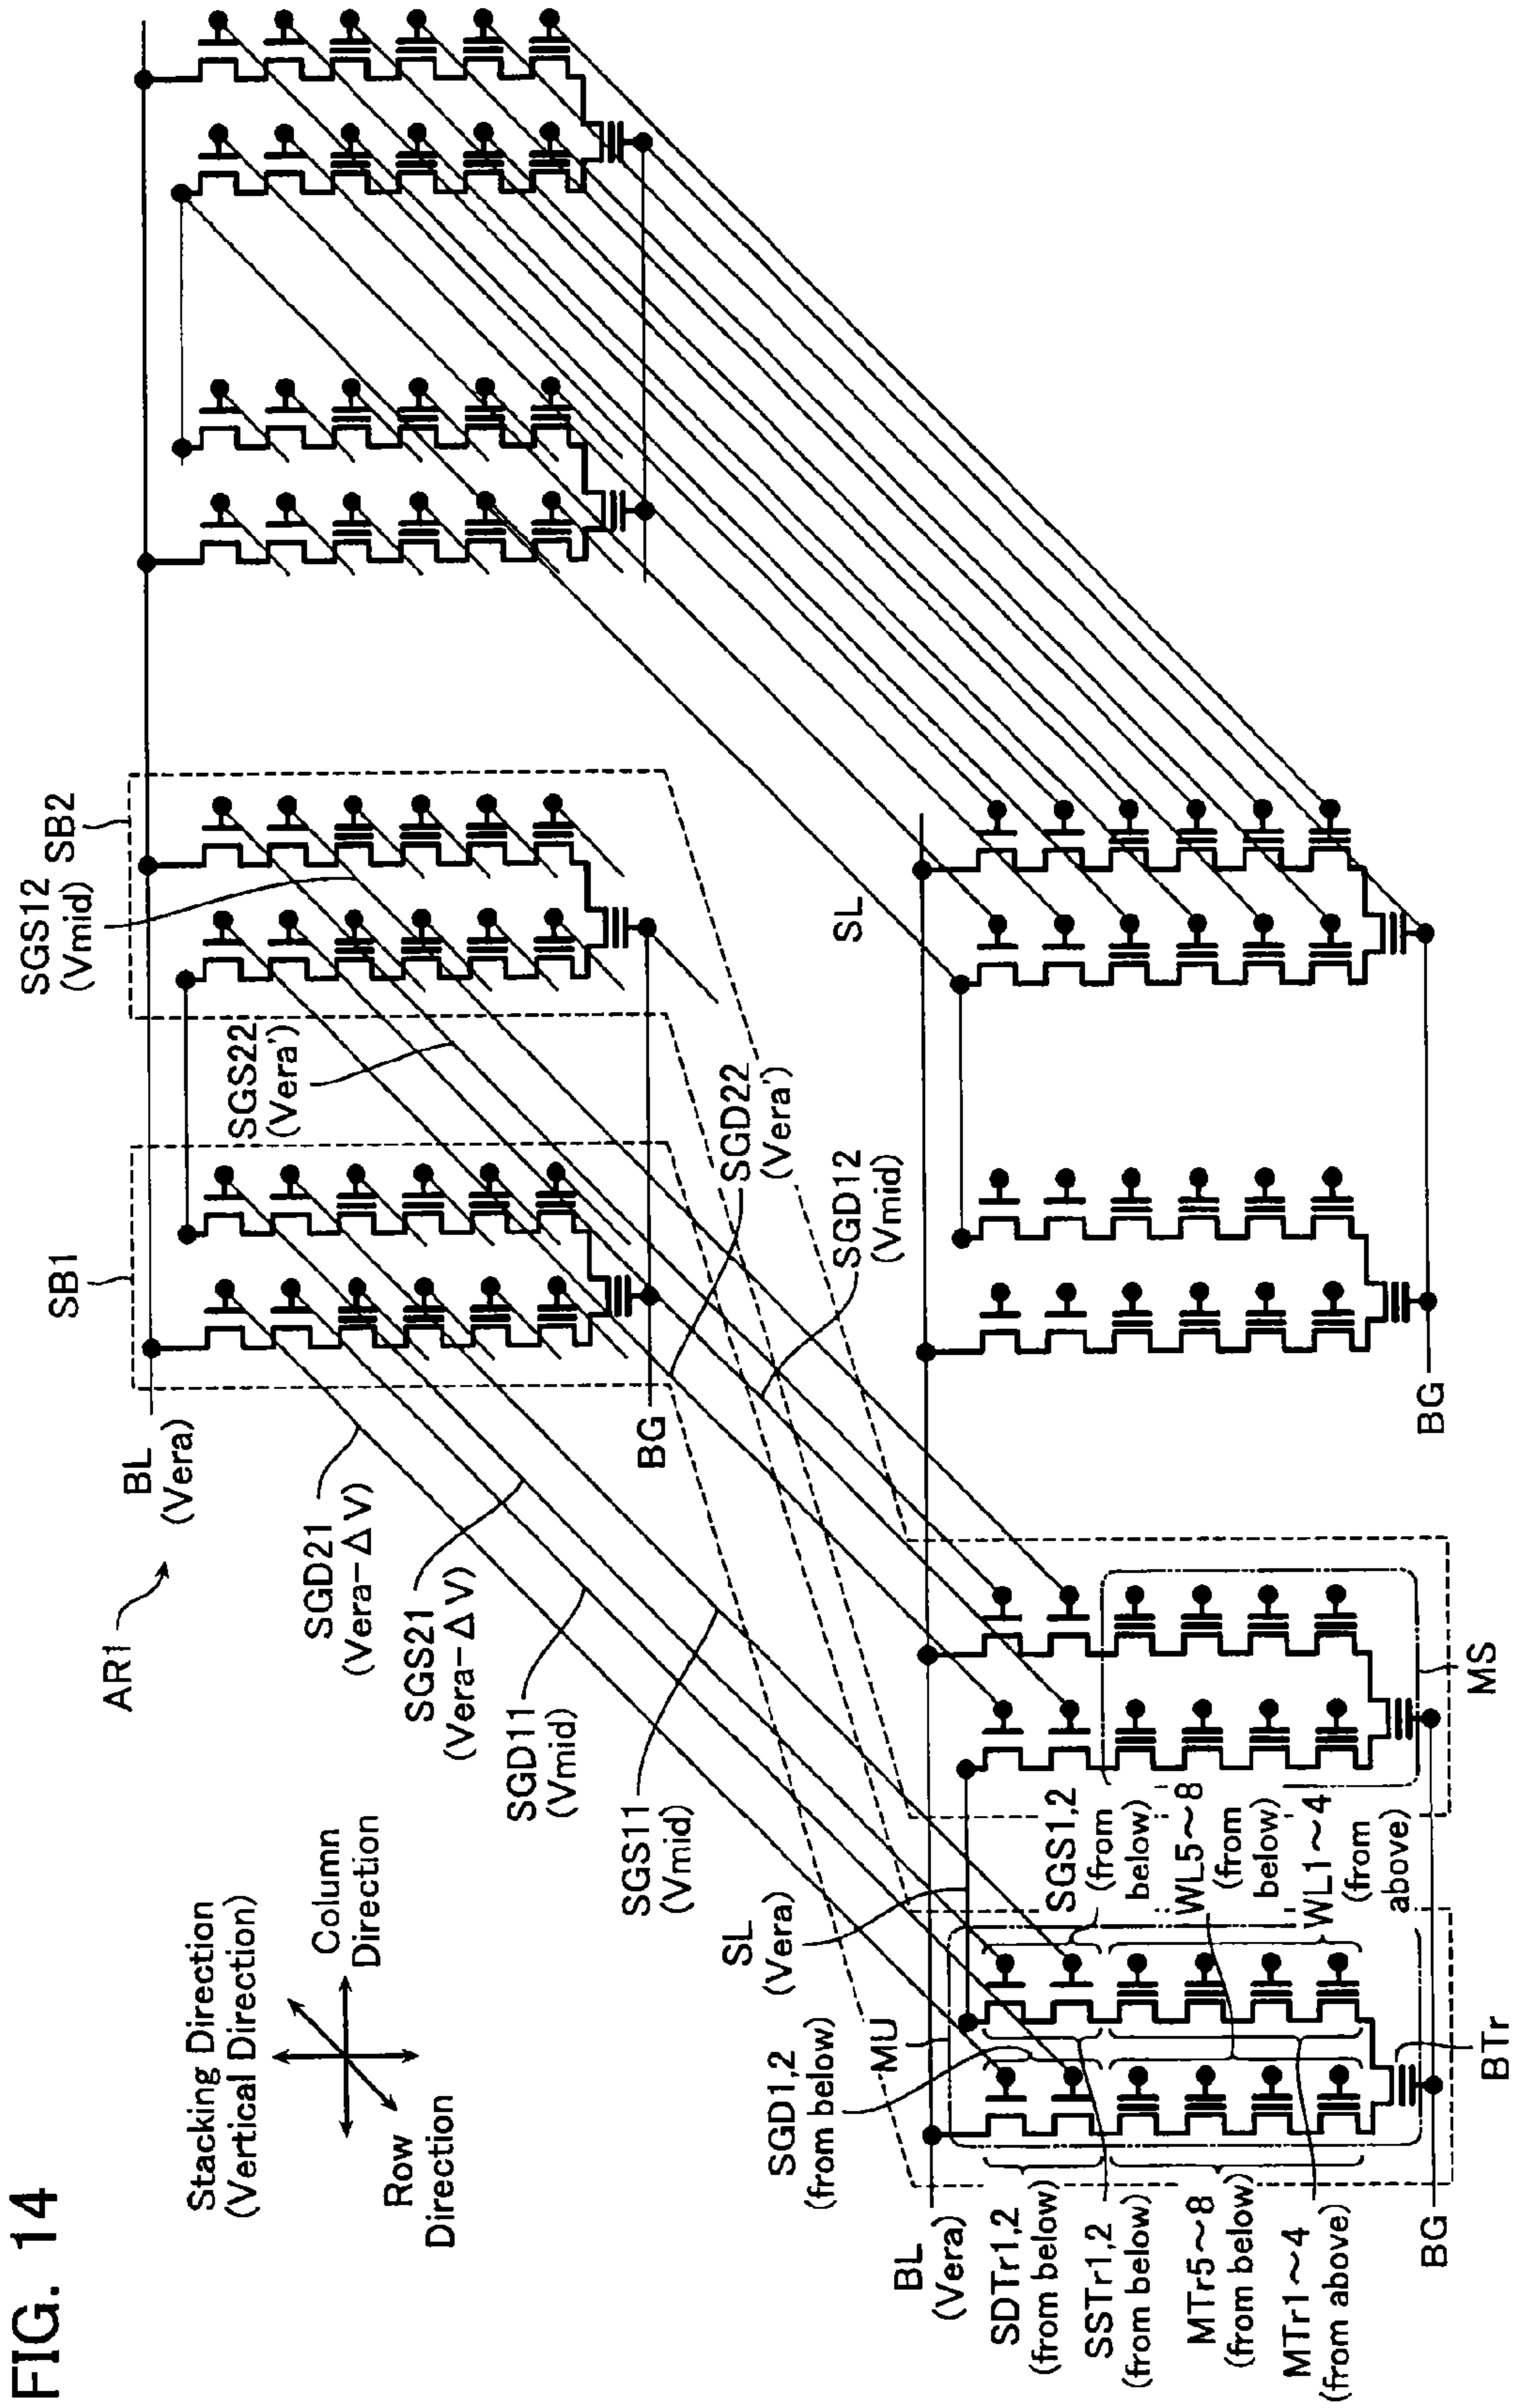 FIG. 14
Stacking Direction
(Vertical Direction)
Column
Direction
Row
Direction
AR1
BL
(Vera)
SB1
SB2
SGS12
(Vmid)
SGS22
(Vera')
SGD21
(Vera-ΔV)
SGS21
(Vera-ΔV)
SGD11
(Vmid)
SGS11
(Vmid)
BG
SGD22
(Vera')
SGD12
(Vmid)
SL
(Vera)
SL
MU
SGD1,2
(from below)
BL
(Vera)
SDTr1,2
(from below)
SSTr1,2
(from below)
MTr5～8
(from below)
MTr1～4
(from above)
SGS1,2
(from
below)
WL5～8
(from
below)
WL1～4
(from
above)
BG
BTr
MS
BG